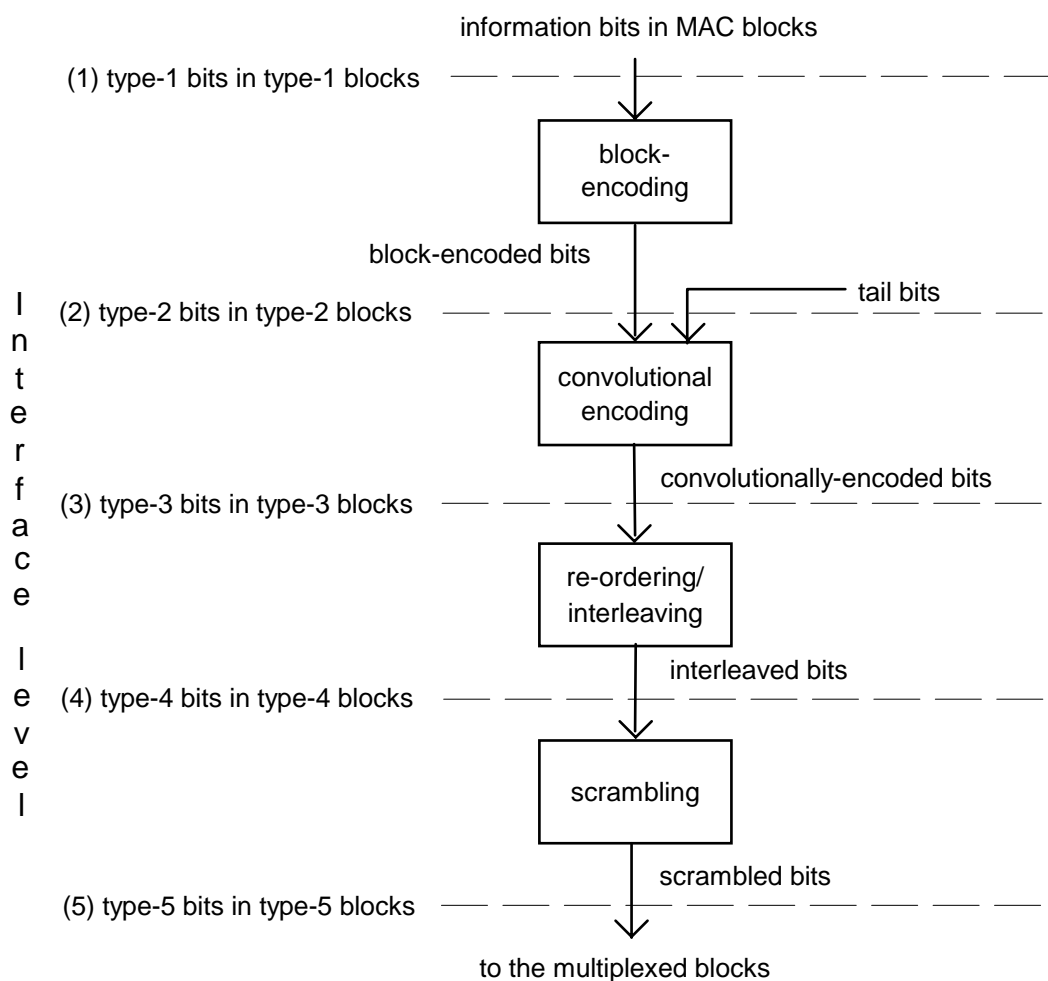 information bits in MAC blocks
(1) type-1 bits in type-1 blocks
block-
encoding
block-encoded bits
tail bits
(2) type-2 bits in type-2 blocks
convolutional
encoding
convolutionally-encoded bits
(3) type-3 bits in type-3 blocks
re-ordering/
interleaving
interleaved bits
(4) type-4 bits in type-4 blocks
scrambling
scrambled bits
(5) type-5 bits in type-5 blocks
to the multiplexed blocks
Interface level